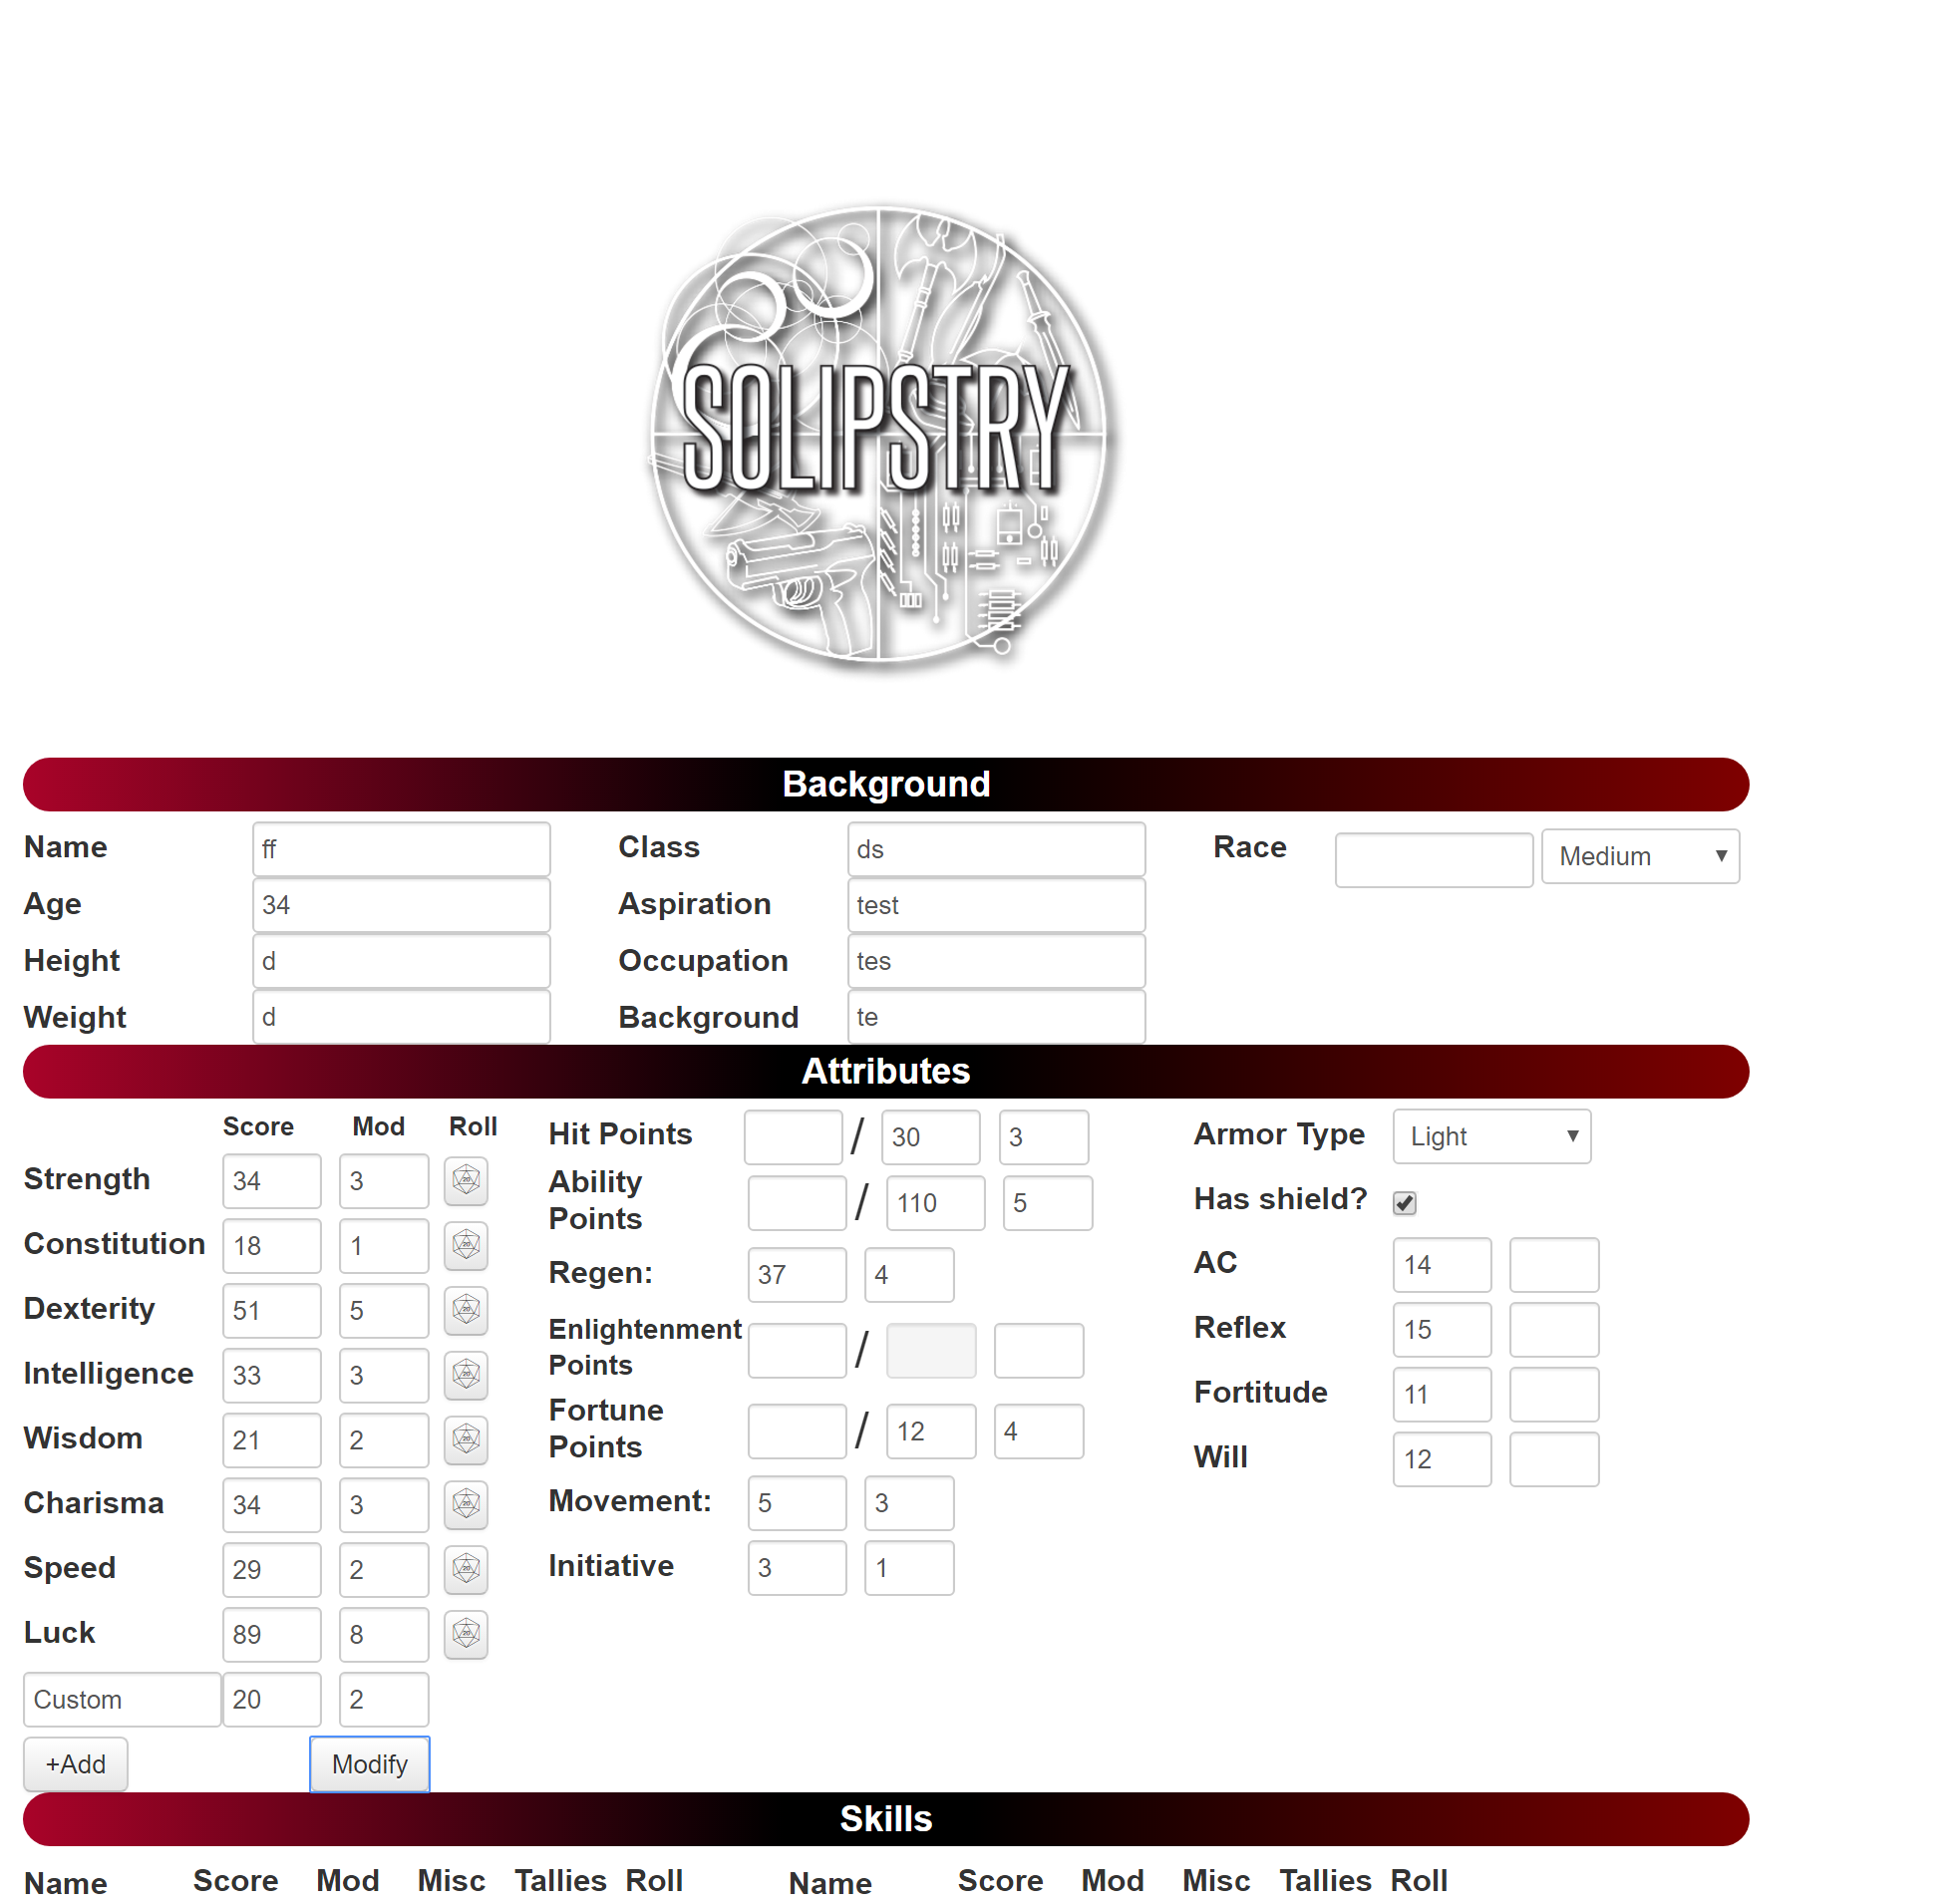 SOLIPSTRY
Background
Name ff Class ds Race Medium
Age 34 Aspiration test
Height d Occupation tes
Weight d Background te
Attributes
Score Mod Roll
Strength 34 3
Constitution 18 1
Dexterity 51 5
Intelligence 33 3
Wisdom 21 2
Charisma 34 3
Speed 29 2
Luck 89 8
Custom 20 2
+Add Modify
Hit Points / 30 3
Ability
Points / 110 5
Regen: 37 4
Enlightenment
Points /
Fortune
Points / 12 4
Movement: 5 3
Initiative 3 1
Armor Type Light
Has shield?
AC 14
Reflex 15
Fortitude 11
Will 12
Skills
Name Score Mod Misc Tallies Roll Name Score Mod Misc Tallies Roll